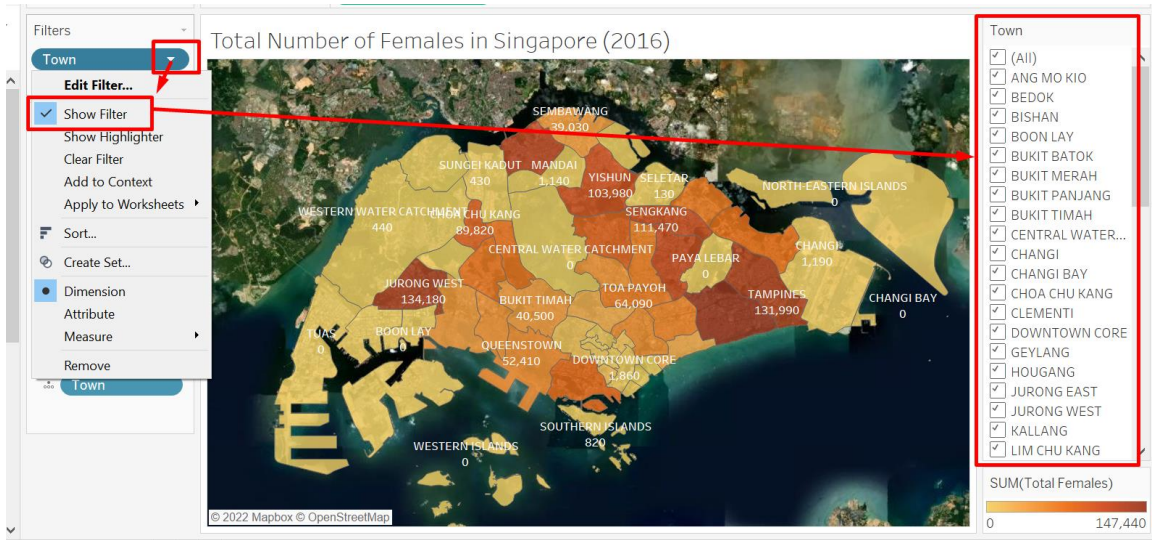 Filters
Town
Edit Filter...
Show Filter
Show Highlighter
Clear Filter
Add to Context
Apply to Worksheets
Sort...
Create Set...
Dimension
Attribute
Measure
Remove
Town
Total Number of Females in Singapore (2016)
SEMBAWANG
39,030
SUNGEI KADUT
430
MANDAI
1,140
YISHUN
103,980
SELETAR
130
NORTH-EASTERN ISLANDS
0
WESTERN WATER CATCHMENT
440
CHOA CHU KANG
89,820
SENGKANG
111,470
CENTRAL WATER CATCHMENT
0
PAYA LEBAR
0
CHANGI
1,190
JURONG WEST
134,180
BUKIT TIMAH
40,500
TOA PAYOH
64,090
TAMPINES
131,990
CHANGI BAY
0
TUAS
0
BOON LAY
0
QUEENSTOWN
52,410
DOWNTOWN CORE
1,860
SOUTHERN ISLANDS
820
WESTERN ISLANDS
0
© 2022 Mapbox © OpenStreetMap
Town
(All)
ANG MO KIO
BEDOK
BISHAN
BOON LAY
BUKIT BATOK
BUKIT MERAH
BUKIT PANJANG
BUKIT TIMAH
CENTRAL WATER...
CHANGI
CHANGI BAY
CHOA CHU KANG
CLEMENTI
DOWNTOWN CORE
GEYLANG
HOUGANG
JURONG EAST
JURONG WEST
KALLANG
LIM CHU KANG
SUM(Total Females)
0 147,440